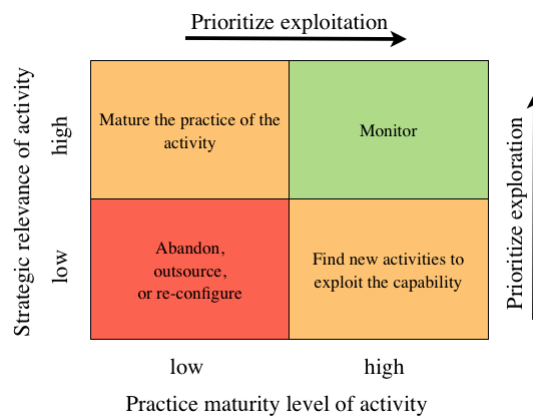 Prioritize exploitation
Strategic relevance of activity
high
low
Mature the practice of the
activity
Monitor
Abandon,
outsource,
or re-configure
Find new activities to
exploit the capability
Prioritize exploration
low
high
Practice maturity level of activity